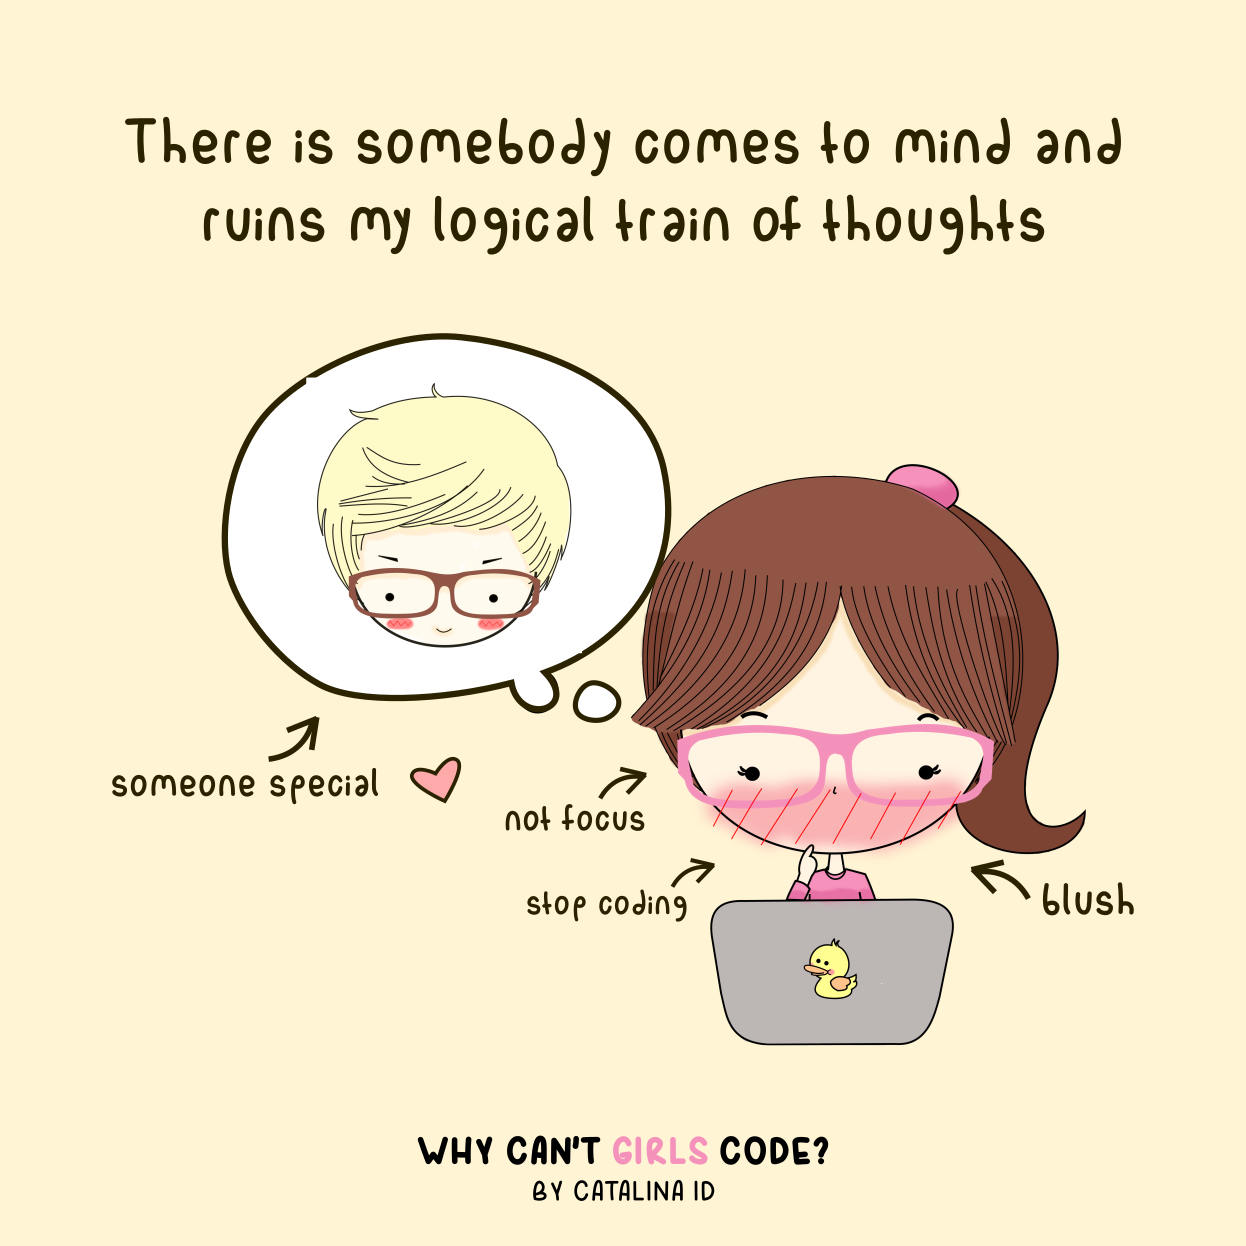 There is somebody comes to mind and
ruins my logical train of thoughts
someone special
not focus
stop coding
blush
WHY CAN'T GIRLS CODE?
BY CATALINA ID